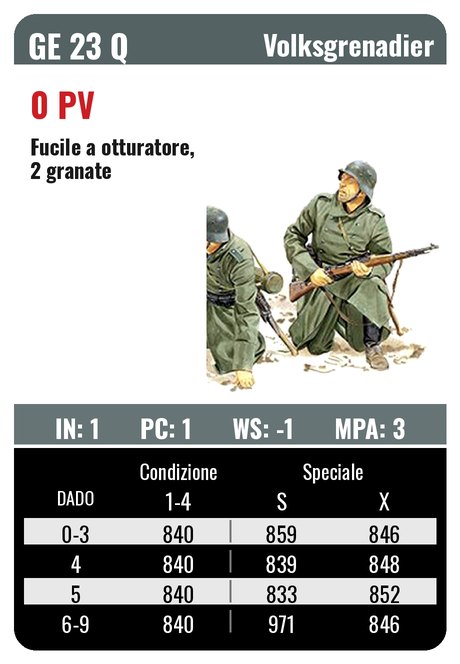 GE 23 Q Volksgrenadier
0 PV
Fucile a otturatore,
2 granate
IN: 1 PC: 1 WS: -1 MPA: 3
Condizione Speciale
DADO 1-4 S X
0-3 840 859 846
4 840 839 848
5 840 833 852
6-9 840 971 846